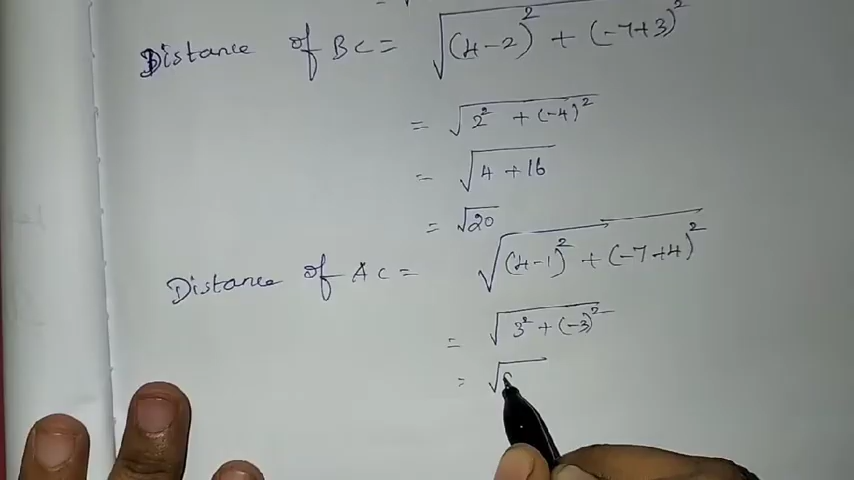 Distance of BC = √(4-2)² + (-7+3)²
= √2² + (-4)²
= √4 + 16
= √20
Distance of AC = √(4-1)² + (-7+4)²
= √3² + (-3)²
= √